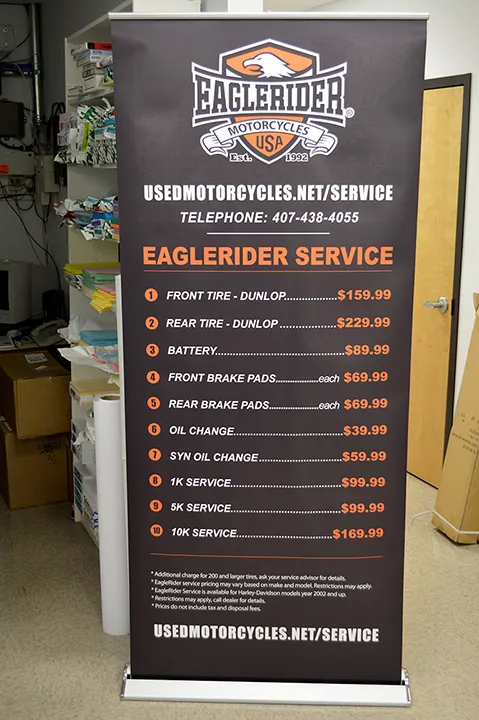 EAGLERIDER®
MOTORCYCLES
USA
Est. 1992
USEDMOTORCYCLES.NET/SERVICE
TELEPHONE: 407-438-4055
EAGLERIDER SERVICE
1 FRONT TIRE - DUNLOP..................$159.99
2 REAR TIRE - DUNLOP....................$229.99
3 BATTERY.......................................$89.99
4 FRONT BRAKE PADS......................each $69.99
5 REAR BRAKE PADS......................each $69.99
6 OIL CHANGE.................................$39.99
7 SYN OIL CHANGE.........................$59.99
8 1K SERVICE..................................$99.99
9 5K SERVICE..................................$99.99
10 10K SERVICE..............................$169.99
* Additional charge for 200 and larger tires, ask your service advisor for details.
* EagleRider service pricing may vary based on make and model. Restrictions may apply.
* EagleRider Service is available for Harley-Davidson models year 2002 and up.
* Restrictions may apply, call dealer for details.
* Prices do not include tax and disposal fees.
USEDMOTORCYCLES.NET/SERVICE